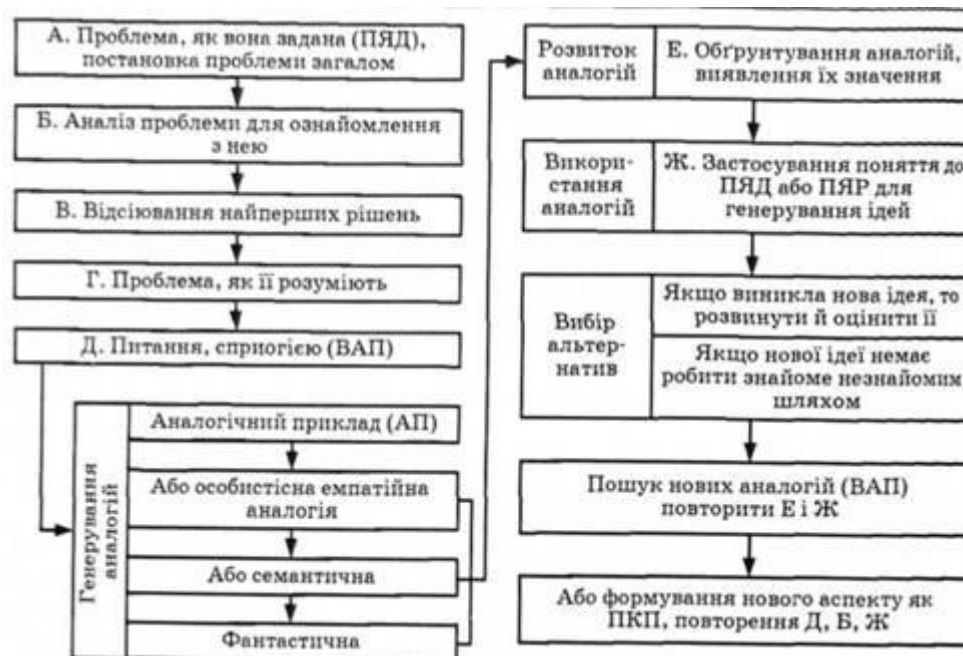 А. Проблема, як вона задана (ПЯД),
постановка проблеми загалом
Б. Аналіз проблеми для ознайомлення
з нею
В. Відсіювання найперших рішень
Г. Проблема, як її розуміють
Д. Питання, сприогією (ВАП)
Генерування
аналогій
Аналогічний приклад (АП)
Або особистісна емпатійна
аналогія
Або семантична
Фантастична
Розвиток
аналогій
Е. Обґрунтування аналогій,
виявлення їх значення
Викори-
стання
аналогій
Ж. Застосування поняття до
ПЯД або ПЯР для
генерування ідей
Вибір
альтер-
натив
Якщо виникла нова ідея, то
розвинути й оцінити її
Якщо нової ідеї немає
робити знайоме незнайомим
шляхом
Пошук нових аналогій (ВАП)
повторити Е і Ж
Або формування нового аспекту як
ПКП, повторення Д, Б, Ж